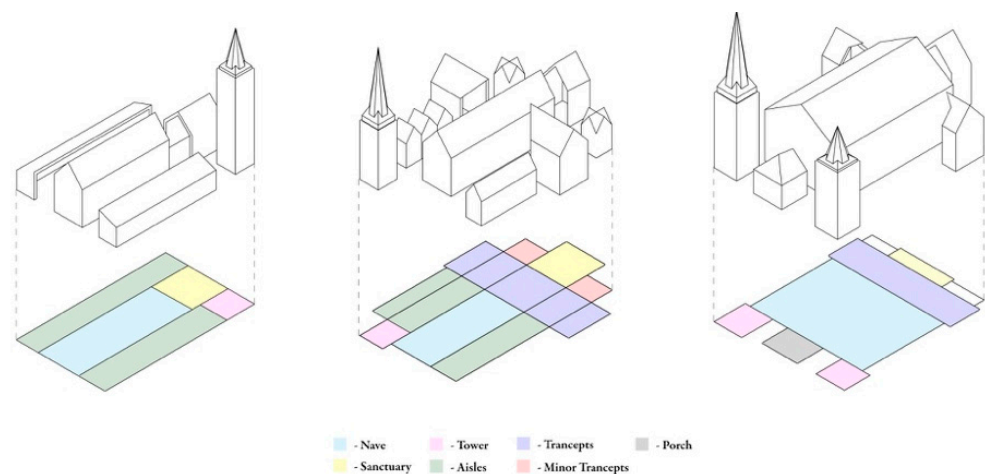 - Nave - Tower - Trancepts - Porch
- Sanctuary - Aisles - Minor Trancepts